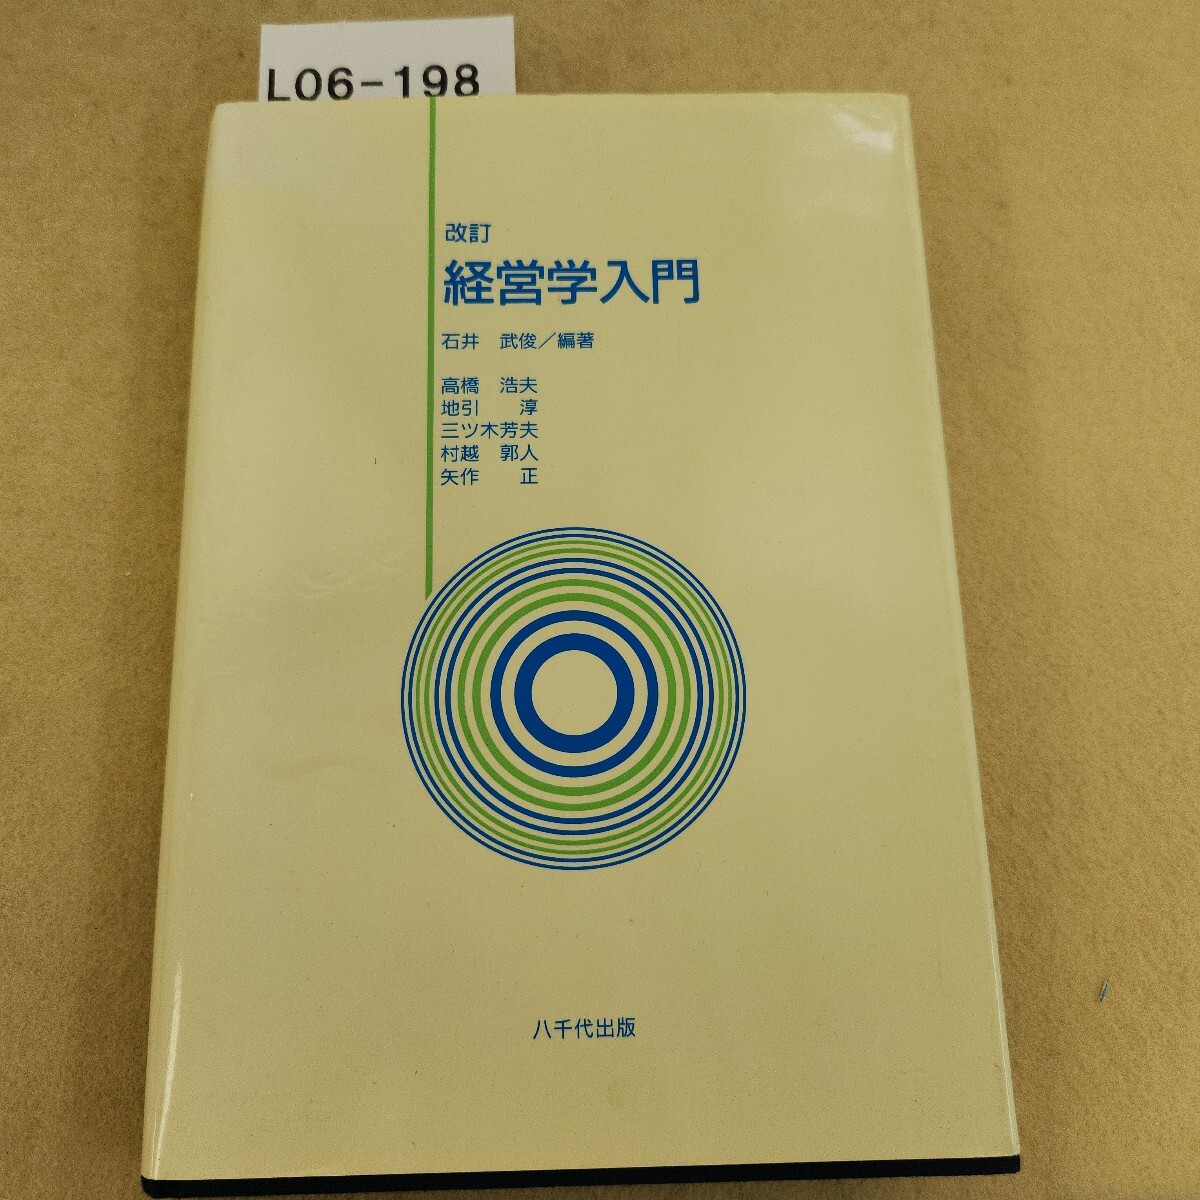 L06-198
改訂
経営学入門
石井　武俊／編著
高橋　浩夫
地引　　淳
三ツ木芳夫
村越　郭人
矢作　　正
八千代出版